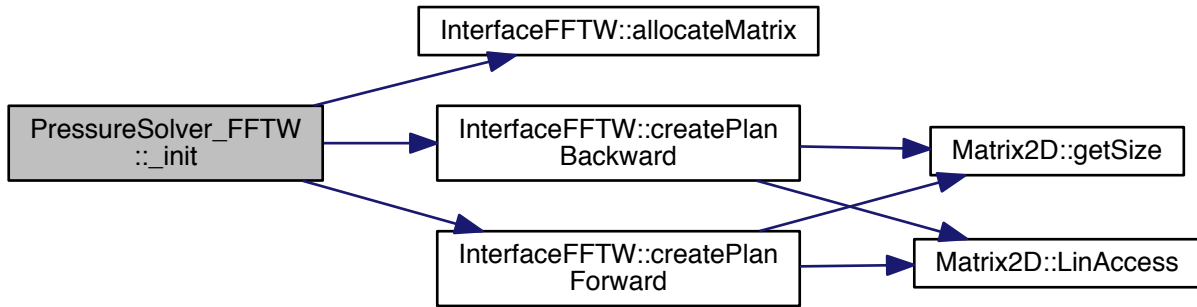 InterfaceFFTW::allocateMatrix
PressureSolver_FFTW
::_init
InterfaceFFTW::createPlan
Backward
Matrix2D::getSize
InterfaceFFTW::createPlan
Forward
Matrix2D::LinAccess